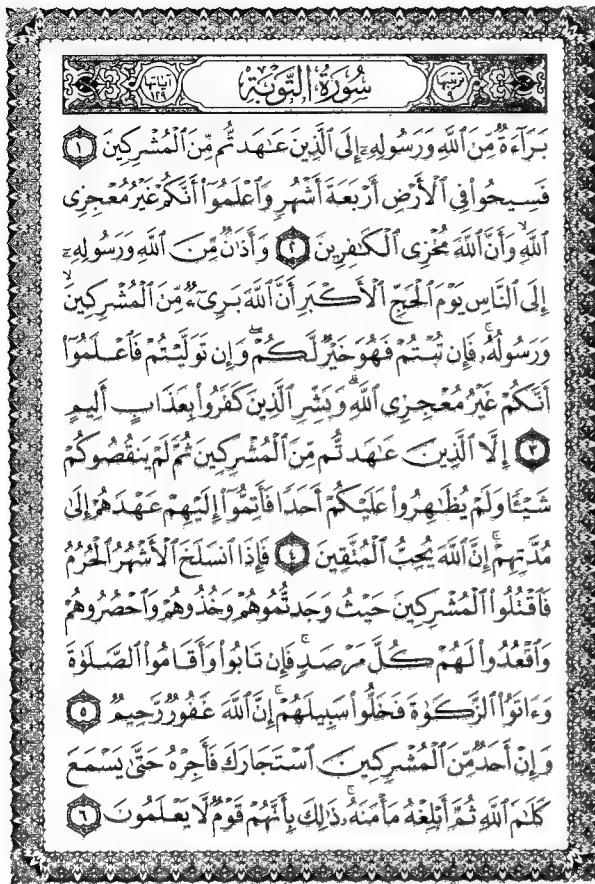 ترتيبها ٩ سُورَةُ التَّوْبَةِ آياتها ١٢٩
بَرَآءَةٌ مِّنَ ٱللَّهِ وَرَسُولِهِۦٓ إِلَى ٱلَّذِينَ عَـٰهَدتُّم مِّنَ ٱلْمُشْرِكِينَ ١
فَسِيحُوا۟ فِى ٱلْأَرْضِ أَرْبَعَةَ أَشْهُرٍ وَٱعْلَمُوٓا۟ أَنَّكُمْ غَيْرُ مُعْجِزِى
ٱللَّهِ ۙ وَأَنَّ ٱللَّهَ مُخْزِى ٱلْكَـٰفِرِينَ ٢ وَأَذَٰنٌ مِّنَ ٱللَّهِ وَرَسُولِهِۦٓ
إِلَى ٱلنَّاسِ يَوْمَ ٱلْحَجِّ ٱلْأَكْبَرِ أَنَّ ٱللَّهَ بَرِىٓءٌ مِّنَ ٱلْمُشْرِكِينَ ۙ
وَرَسُولُهُۥ ۚ فَإِن تُبْتُمْ فَهُوَ خَيْرٌ لَّكُمْ ۖ وَإِن تَوَلَّيْتُمْ فَٱعْلَمُوٓا۟
أَنَّكُمْ غَيْرُ مُعْجِزِى ٱللَّهِ ۗ وَبَشِّرِ ٱلَّذِينَ كَفَرُوا۟ بِعَذَابٍ أَلِيمٍ
٣ إِلَّا ٱلَّذِينَ عَـٰهَدتُّم مِّنَ ٱلْمُشْرِكِينَ ثُمَّ لَمْ يَنقُصُوكُمْ
شَيْـًٔا وَلَمْ يُظَـٰهِرُوا۟ عَلَيْكُمْ أَحَدًا فَأَتِمُّوٓا۟ إِلَيْهِمْ عَهْدَهُمْ إِلَىٰ
مُدَّتِهِمْ ۚ إِنَّ ٱللَّهَ يُحِبُّ ٱلْمُتَّقِينَ ٤ فَإِذَا ٱنسَلَخَ ٱلْأَشْهُرُ ٱلْحُرُمُ
فَٱقْتُلُوا۟ ٱلْمُشْرِكِينَ حَيْثُ وَجَدتُّمُوهُمْ وَخُذُوهُمْ وَٱحْصُرُوهُمْ
وَٱقْعُدُوا۟ لَهُمْ كُلَّ مَرْصَدٍ ۚ فَإِن تَابُوا۟ وَأَقَامُوا۟ ٱلصَّلَوٰةَ
وَءَاتَوُا۟ ٱلزَّكَوٰةَ فَخَلُّوا۟ سَبِيلَهُمْ ۚ إِنَّ ٱللَّهَ غَفُورٌ رَّحِيمٌ ٥
وَإِنْ أَحَدٌ مِّنَ ٱلْمُشْرِكِينَ ٱسْتَجَارَكَ فَأَجِرْهُ حَتَّىٰ يَسْمَعَ
كَلَـٰمَ ٱللَّهِ ثُمَّ أَبْلِغْهُ مَأْمَنَهُۥ ۚ ذَٰلِكَ بِأَنَّهُمْ قَوْمٌ لَّا يَعْلَمُونَ ٦